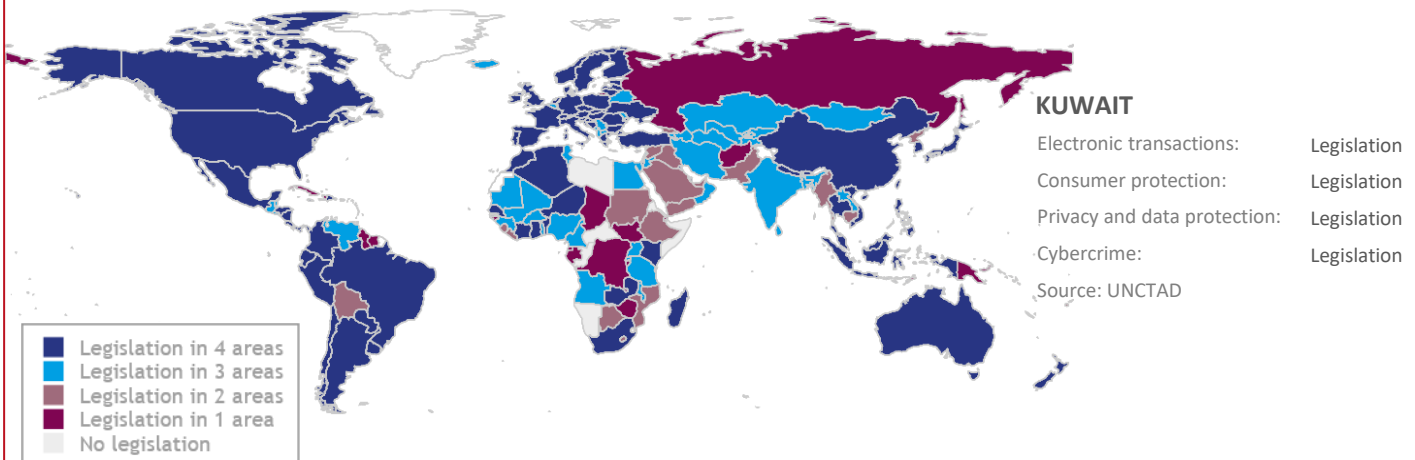 KUWAIT
Electronic transactions: Legislation
Consumer protection: Legislation
Privacy and data protection: Legislation
Cybercrime: Legislation
Source: UNCTAD
Legislation in 4 areas
Legislation in 3 areas
Legislation in 2 areas
Legislation in 1 area
No legislation